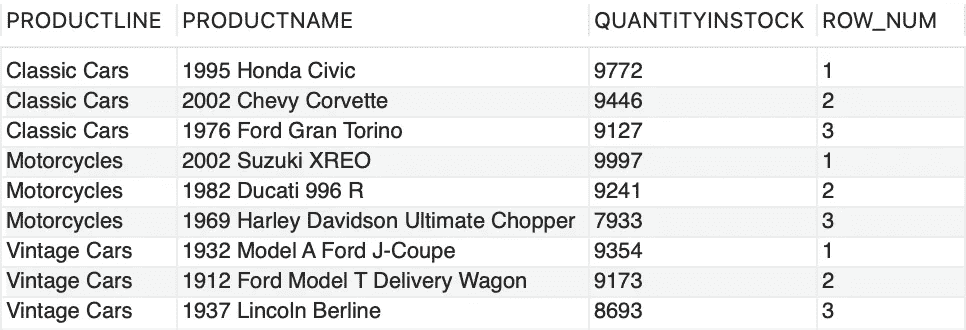 PRODUCTLINE PRODUCTNAME QUANTITYINSTOCK ROW_NUM
Classic Cars 1995 Honda Civic 9772 1
Classic Cars 2002 Chevy Corvette 9446 2
Classic Cars 1976 Ford Gran Torino 9127 3
Motorcycles 2002 Suzuki XREO 9997 1
Motorcycles 1982 Ducati 996 R 9241 2
Motorcycles 1969 Harley Davidson Ultimate Chopper 7933 3
Vintage Cars 1932 Model A Ford J-Coupe 9354 1
Vintage Cars 1912 Ford Model T Delivery Wagon 9173 2
Vintage Cars 1937 Lincoln Berline 8693 3